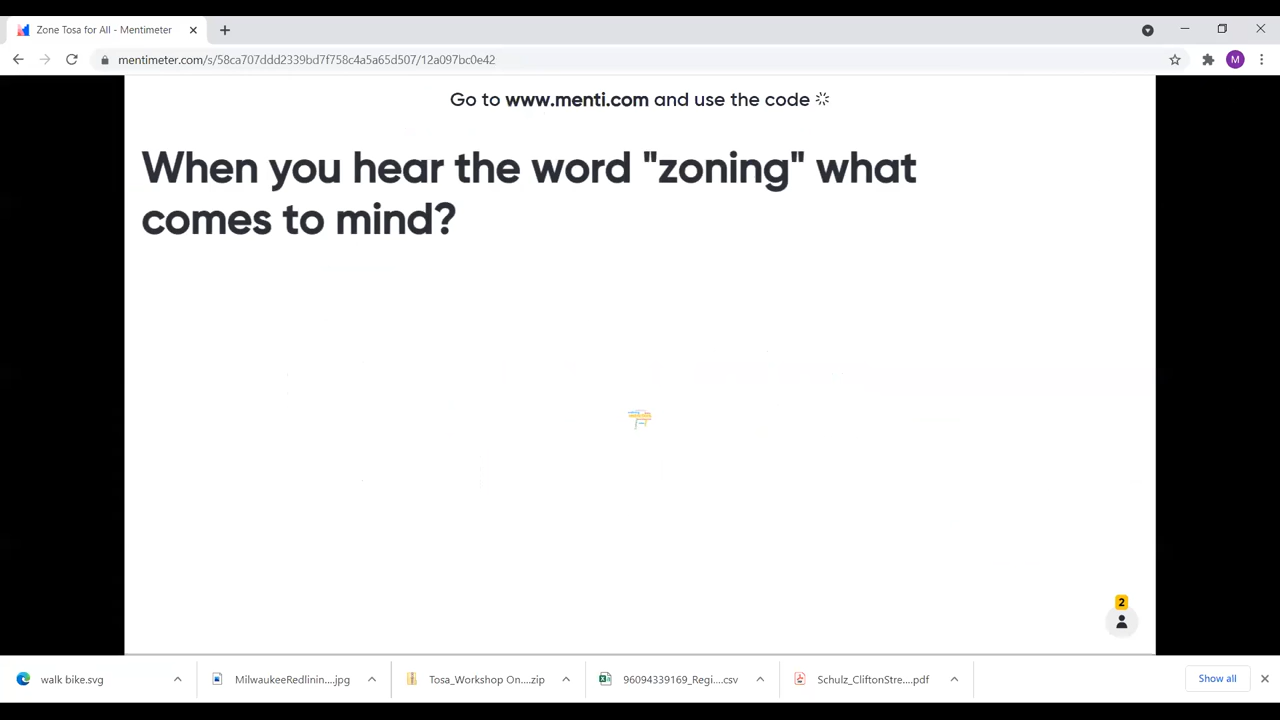 Zone Tosa for All - Mentimeter
mentimeter.com/s/58ca707ddd2339bd7f758c4a5a65d507/12a097bc0e42
M
Go to www.menti.com and use the code
When you hear the word "zoning" what
comes to mind?
2
walk bike.svg
MilwaukeeRedlinin....jpg
Tosa_Workshop On....zip
96094339169_Regi....csv
Schulz_CliftonStre....pdf
Show all